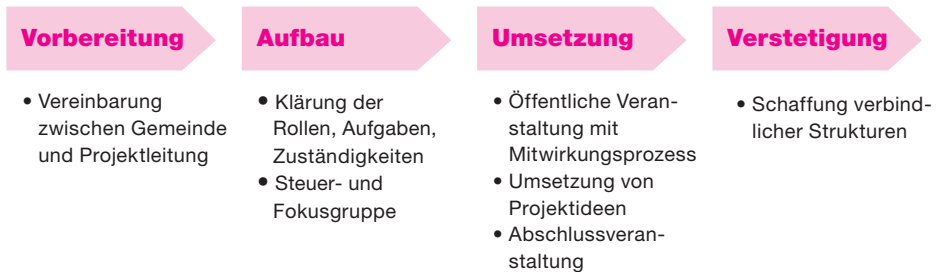 Vorbereitung
• Vereinbarung
zwischen Gemeinde
und Projektleitung
Aufbau
• Klärung der
Rollen, Aufgaben,
Zuständigkeiten
• Steuer- und
Fokusgruppe
Umsetzung
• Öffentliche Veran-
staltung mit
Mitwirkungsprozess
• Umsetzung von
Projektideen
• Abschlussveran-
staltung
Verstetigung
• Schaffung verbind-
licher Strukturen